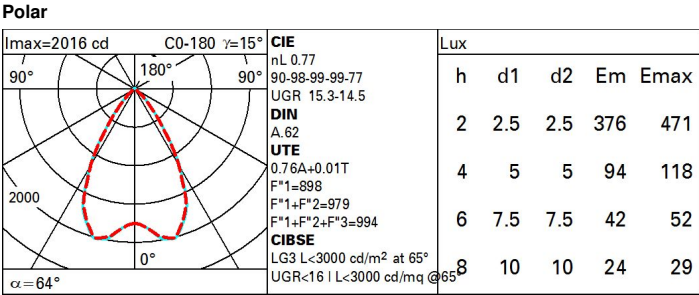 Polar
Imax=2016 cd C0-180 γ=15°
90° 180° 90°
2000
0°
α=64°
CIE
nL 0.77
90-98-99-99-77
UGR 15.3-14.5
DIN
A.62
UTE
0.76A+0.01T
F"1=898
F"1+F"2=979
F"1+F"2+F"3=994
CIBSE
LG3 L<3000 cd/m² at 65°
UGR<16 | L<3000 cd/mq @65°
Lux
h d1 d2 Em Emax
2 2.5 2.5 376 471
4 5 5 94 118
6 7.5 7.5 42 52
8 10 10 24 29